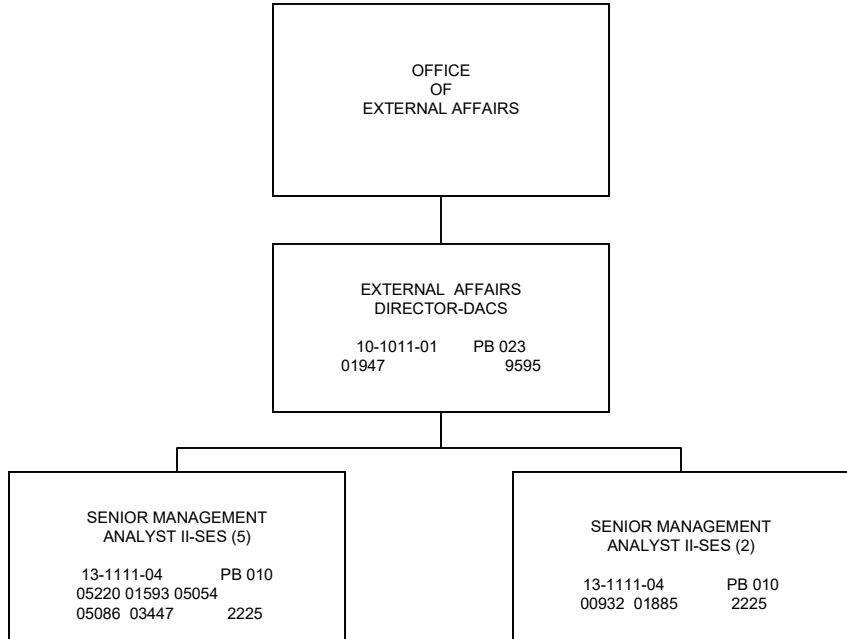 OFFICE
OF
EXTERNAL AFFAIRS
EXTERNAL AFFAIRS
DIRECTOR-DACS
10-1011-01 PB 023
01947 9595
SENIOR MANAGEMENT
ANALYST II-SES (5)
13-1111-04 PB 010
05220 01593 05054
05086 03447 2225
SENIOR MANAGEMENT
ANALYST II-SES (2)
13-1111-04 PB 010
00932 01885 2225